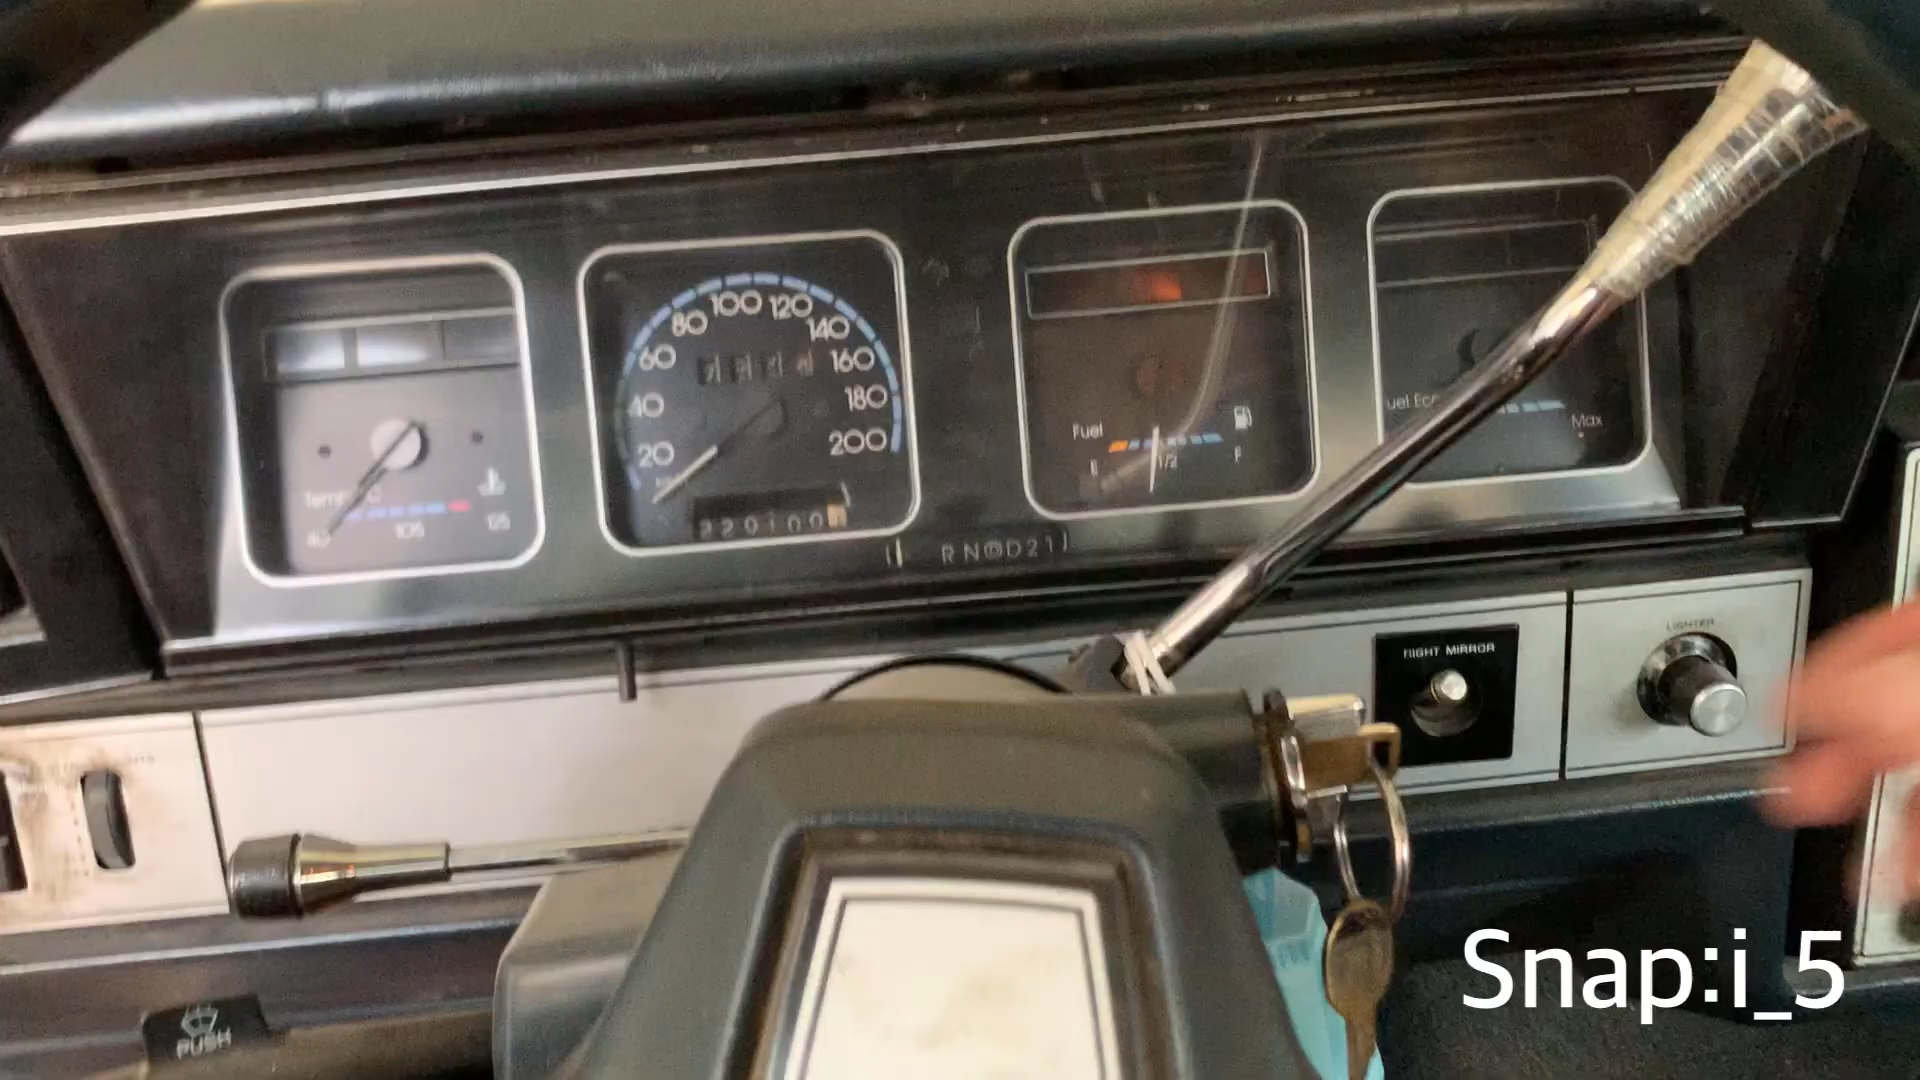 100 120
80 140
60 160
40 180
20 200
Fuel
E 1/2 F
Max
40 105 125
220100
R N D 2 1
RIGHT MIRROR
LIGHTER
PUSH
Snap:i_5